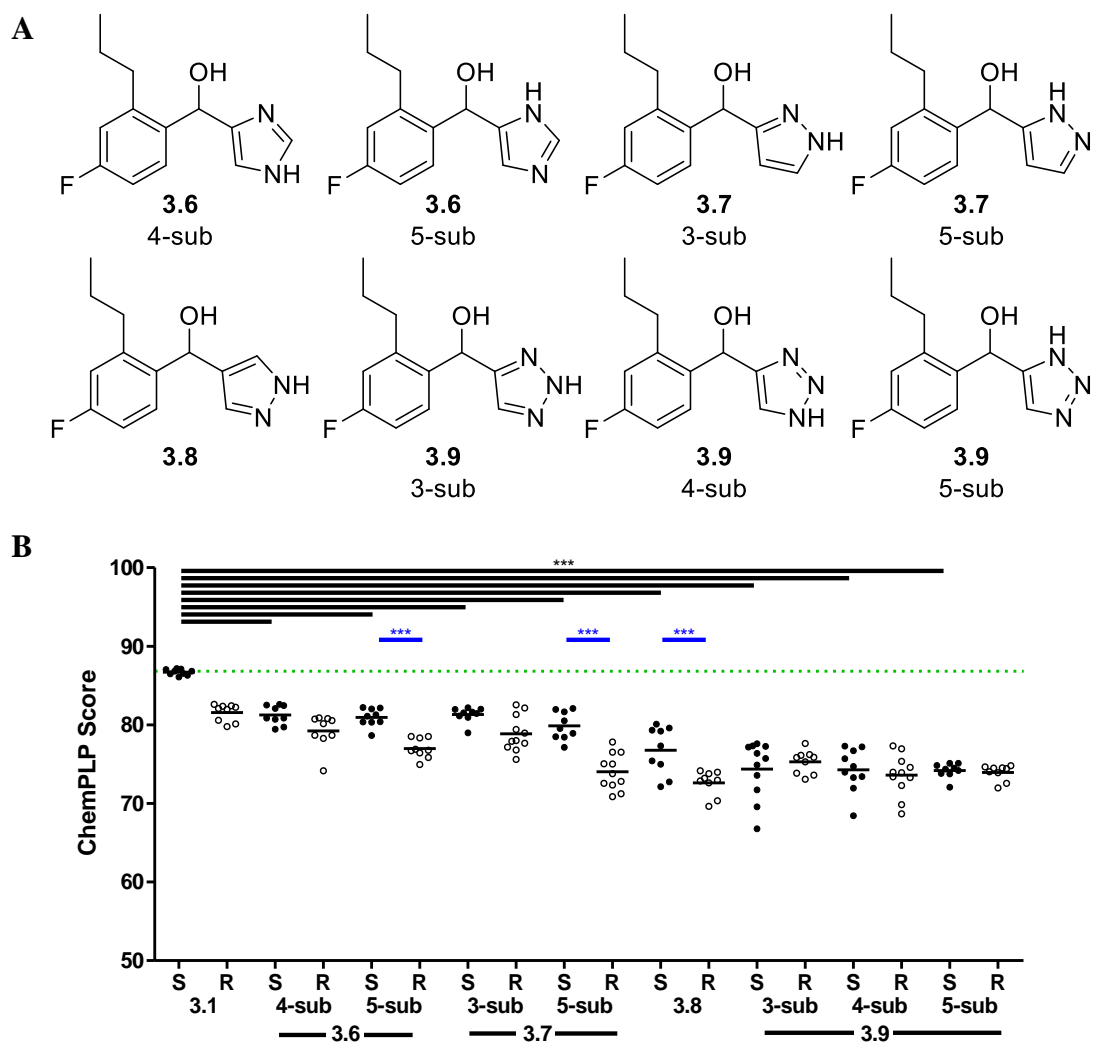 A
OH
N
NH
F
3.6
4-sub
OH
H
N
N
F
3.6
5-sub
OH
N
NH
F
3.7
3-sub
OH
H
N
N
F
3.7
5-sub
OH
NH
N
F
3.8
OH
N
NH
N
F
3.9
3-sub
OH
N
N
NH
F
3.9
4-sub
OH
H
N
N
N
F
3.9
5-sub
B
ChemPLP Score
100
90
80
70
60
50
***
*** *** ***
S R S R S R S R S R S R S R S R S R
3.1 4-sub 5-sub 3-sub 5-sub 3.8 3-sub 4-sub 5-sub
3.6 3.7 3.9